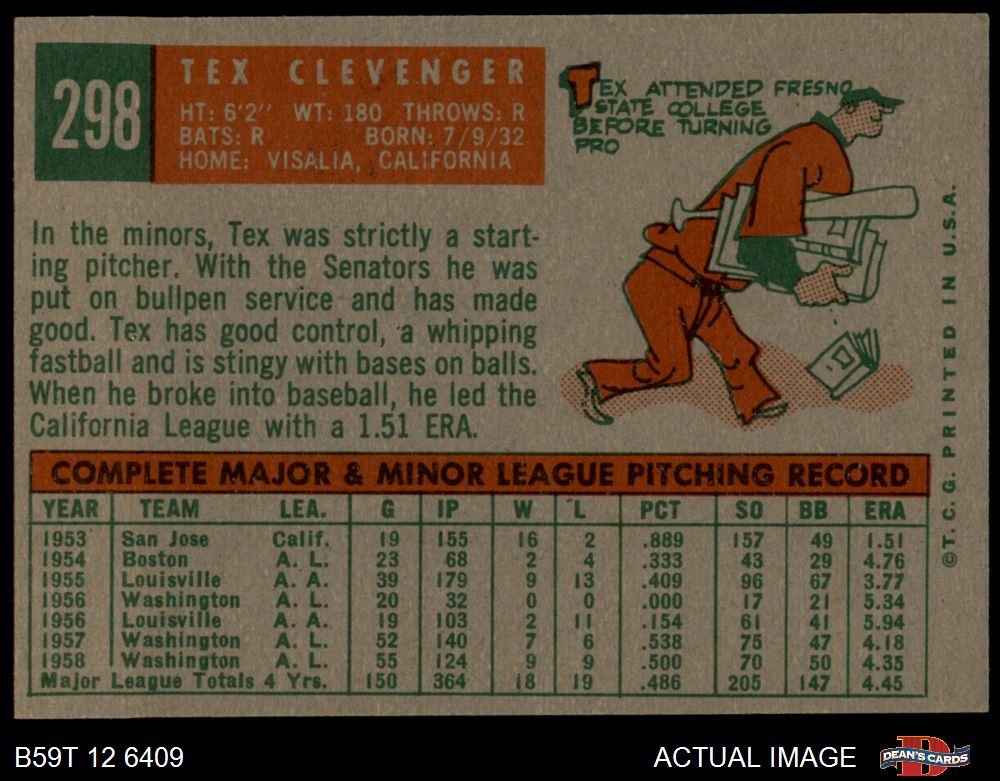 298
TEX CLEVENGER
HT: 6'2" WT: 180 THROWS: R
BATS: R BORN: 7/9/32
HOME: VISALIA, CALIFORNIA
TEX ATTENDED FRESNO
STATE COLLEGE
BEFORE TURNING
PRO
In the minors, Tex was strictly a start-
ing pitcher. With the Senators he was
put on bullpen service and has made
good. Tex has good control, a whipping
fastball and is stingy with bases on balls.
When he broke into baseball, he led the
California League with a 1.51 ERA.
COMPLETE MAJOR & MINOR LEAGUE PITCHING RECORD
YEAR TEAM LEA. G IP W L PCT SO BB ERA
1953 San Jose Calif. 19 155 16 2 .889 157 49 1.51
1954 Boston A. L. 23 68 2 4 .333 43 29 4.76
1955 Louisville A. A. 39 179 9 13 .409 96 67 3.77
1956 Washington A. L. 20 32 0 0 .000 17 21 5.34
1956 Louisville A. A. 19 103 2 11 .154 61 41 5.94
1957 Washington A. L. 52 140 7 6 .538 75 47 4.18
1958 Washington A. L. 55 124 9 9 .500 70 50 4.35
Major League Totals 4 Yrs. 150 364 18 19 .486 205 147 4.45
©T.C.G. PRINTED IN U.S.A.
B59T 12 6409
ACTUAL IMAGE
DEAN'S CARDS